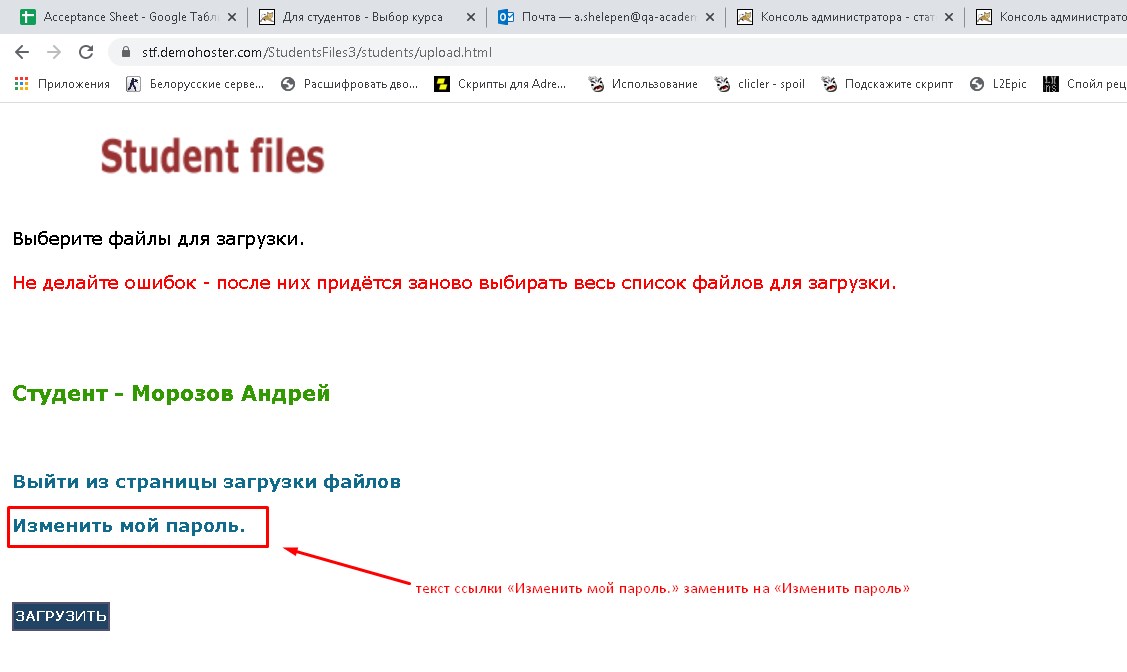 Acceptance Sheet - Google Табл
Для студентов - Выбор курса
Почта — a.shelepen@qa-academ
Консоль администратора - стат
Консоль администрато
stf.demohoster.com/StudentsFiles3/students/upload.html
Приложения
Белорусские серве...
Расшифровать дво...
Скрипты для Adre...
Использование
clicler - spoil
Подскажите скрипт
L2Epic
Спойл рец
Student files
Выберите файлы для загрузки.
Не делайте ошибок - после них придётся заново выбирать весь список файлов для загрузки.
Студент - Морозов Андрей
Выйти из страницы загрузки файлов
Изменить мой пароль.
текст ссылки «Изменить мой пароль.» заменить на «Изменить пароль»
ЗАГРУЗИТЬ